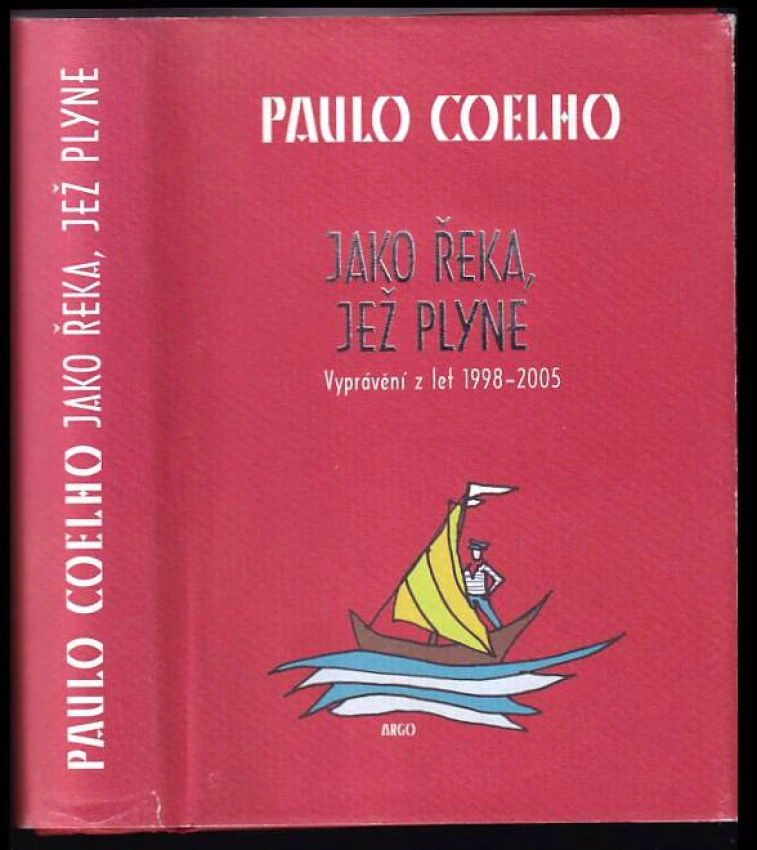 PAULO COELHO JAKO ŘEKA, JEŽ PLYNE
PAULO COELHO
JAKO ŘEKA,
JEŽ PLYNE
Vyprávění z let 1998–2005
ARGO